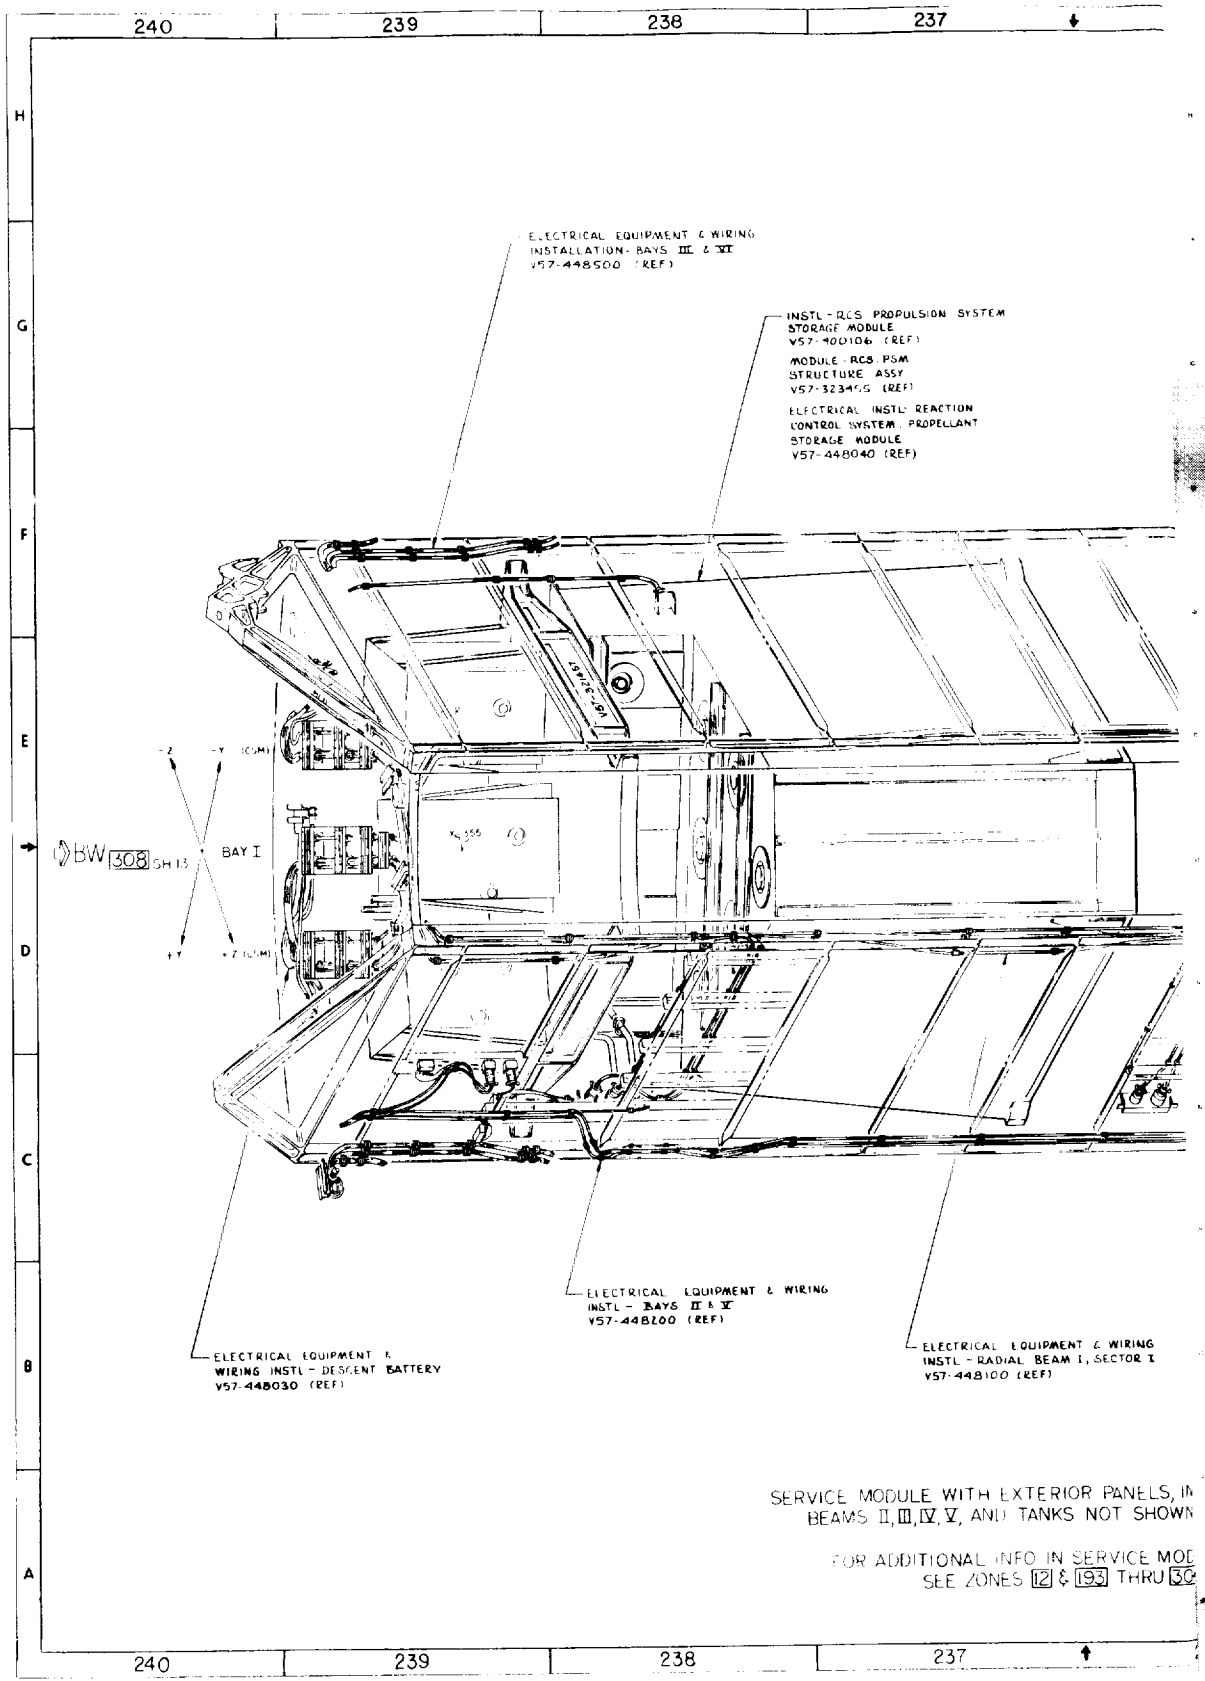 240 239 238 237
H
H
ELECTRICAL EQUIPMENT & WIRING
INSTALLATION- BAYS III & VI
V57-448500 (REF)
G
INSTL - RCS PROPULSION SYSTEM
STORAGE MODULE
V57-400106 (REF)
MODULE - RCS PSM
STRUCTURE ASSY
V57-323455 (REF)
ELECTRICAL INSTL REACTION
CONTROL SYSTEM PROPELLANT
STORAGE MODULE
V57-448040 (REF)
F
V57-321467
E
-Z -Y (CSM)
BW 308 SH 13
BAY I
XS 355
D
+Y +Z (CSM)
C
ELECTRICAL EQUIPMENT & WIRING
INSTL - BAYS II & V
V57-448200 (REF)
ELECTRICAL EQUIPMENT &
WIRING INSTL - DESCENT BATTERY
V57-448030 (REF)
ELECTRICAL EQUIPMENT & WIRING
INSTL - RADIAL BEAM I, SECTOR I
V57-448100 (REF)
B
SERVICE MODULE WITH EXTERIOR PANELS,
BEAMS II, III, IV, V, AND TANKS NOT SHOWN
FOR ADDITIONAL INFO IN SERVICE
SEE ZONES 12 & 193 THRU
A
240 239 238 237